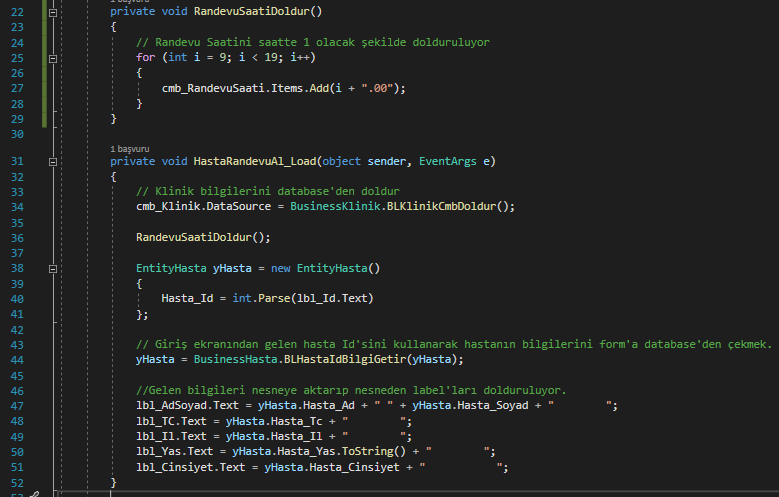 1 başvuru
22 private void RandevuSaatiDoldur()
23 {
24 // Randevu Saatini saatte 1 olacak şekilde dolduruluyor
25 for (int i = 9; i < 19; i++)
26 {
27 cmb_RandevuSaati.Items.Add(i + ".00");
28 }
29 }
30
1 başvuru
31 private void HastaRandevuAl_Load(object sender, EventArgs e)
32 {
33 // Klinik bilgilerini database'den doldur
34 cmb_Klinik.DataSource = BusinessKlinik.BLKlinikCmbDoldur();
35
36 RandevuSaatiDoldur();
37
38 EntityHasta yHasta = new EntityHasta()
39 {
40 Hasta_Id = int.Parse(lbl_Id.Text)
41 };
42
43 // Giriş ekranından gelen hasta Id'sini kullanarak hastanın bilgilerini form'a database'den çekmek.
44 yHasta = BusinessHasta.BLHastaIdBilgiGetir(yHasta);
45
46 //Gelen bilgileri nesneye aktarıp nesneden label'ları dolduruluyor.
47 lbl_AdSoyad.Text = yHasta.Hasta_Ad + " " + yHasta.Hasta_Soyad + "        ";
48 lbl_TC.Text = yHasta.Hasta_Tc + "        ";
49 lbl_Il.Text = yHasta.Hasta_Il + "        ";
50 lbl_Yas.Text = yHasta.Hasta_Yas.ToString() + "        ";
51 lbl_Cinsiyet.Text = yHasta.Hasta_Cinsiyet + "           ";
52 }
53